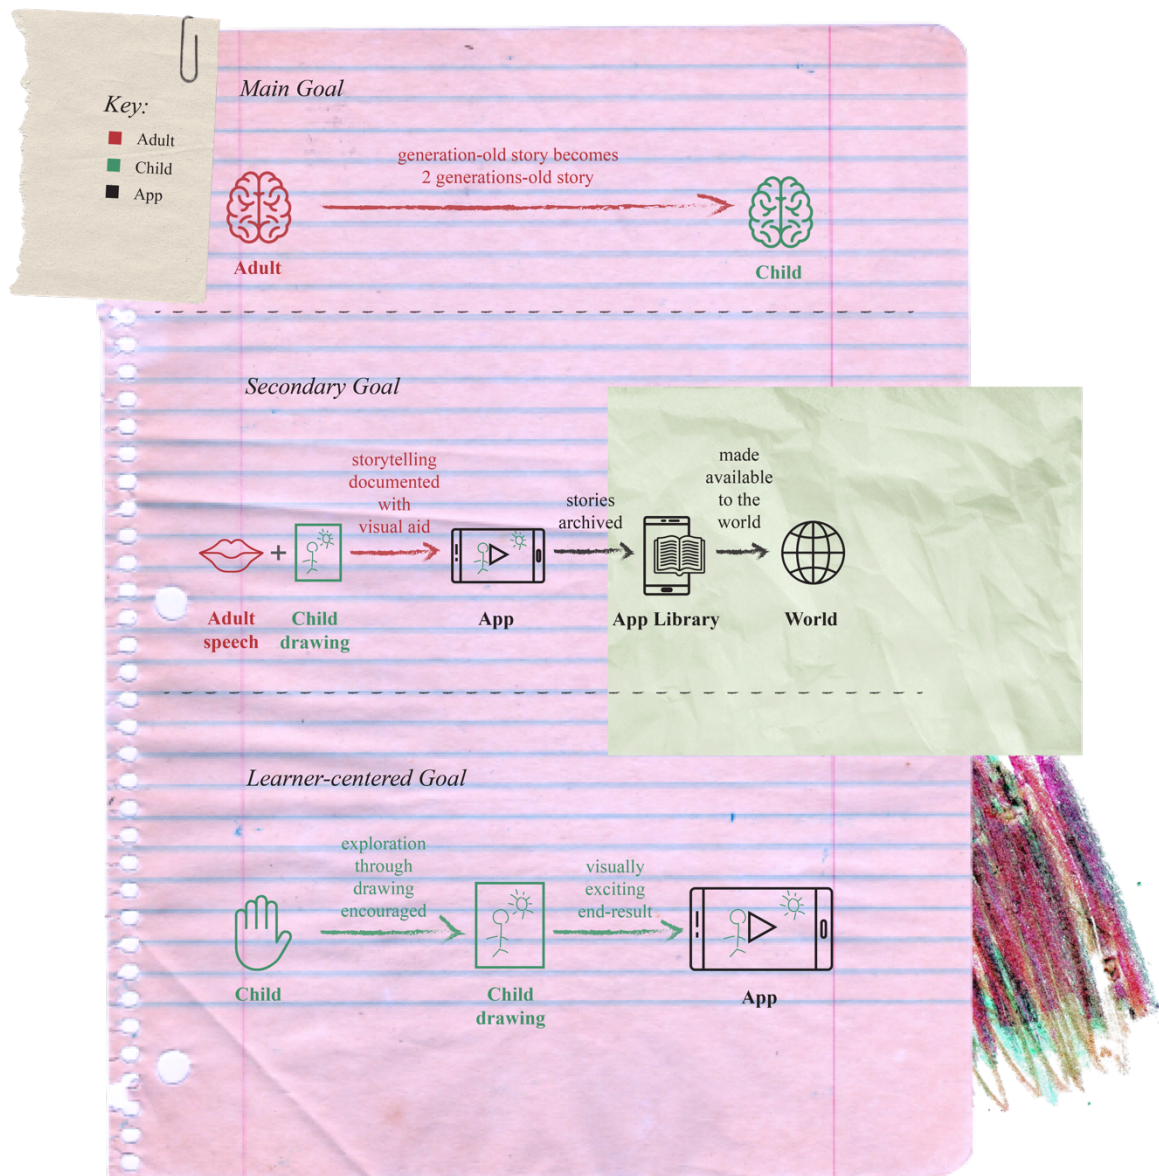 Key:
Adult
Child
App
Main Goal
generation-old story becomes
2 generations-old story
Adult
Child
Secondary Goal
storytelling
documented
with
visual aid
stories
archived
made
available
to the
world
Adult
speech
+
Child
drawing
App
App Library
World
Learner-centered Goal
exploration
through
drawing
encouraged
visually
exciting
end-result
Child
Child
drawing
App